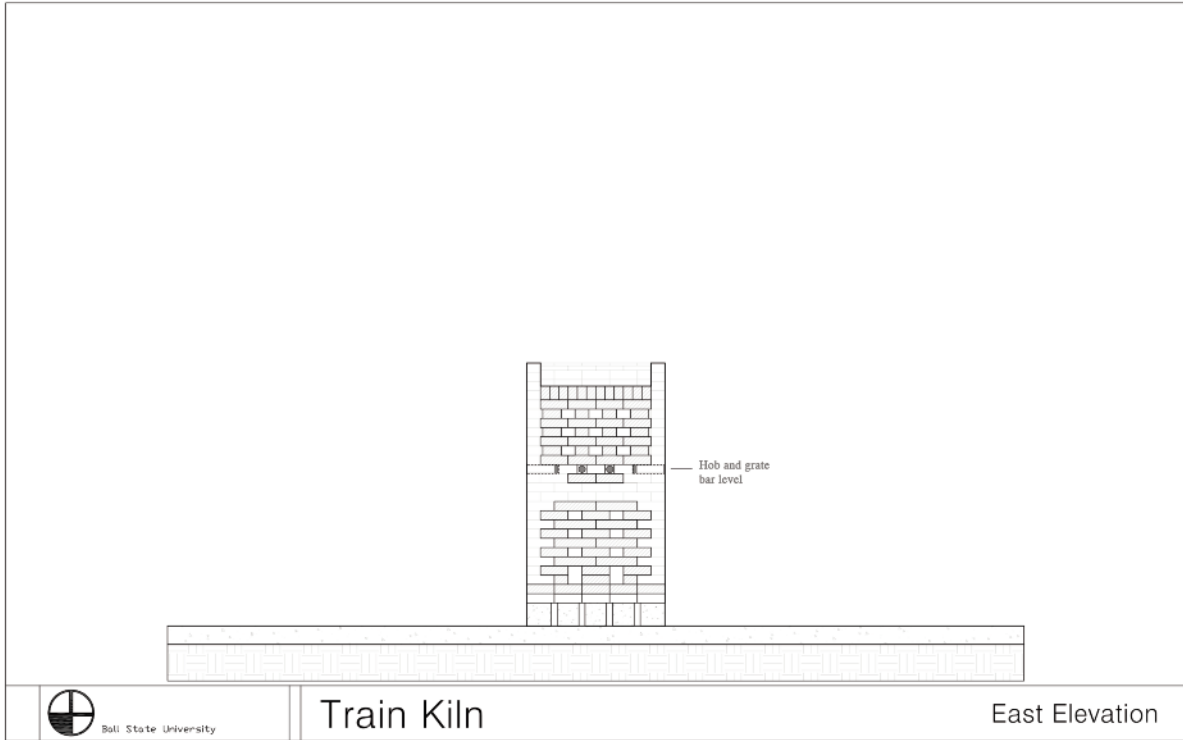 Hob and grate
bar level
Ball State University
Train Kiln
East Elevation